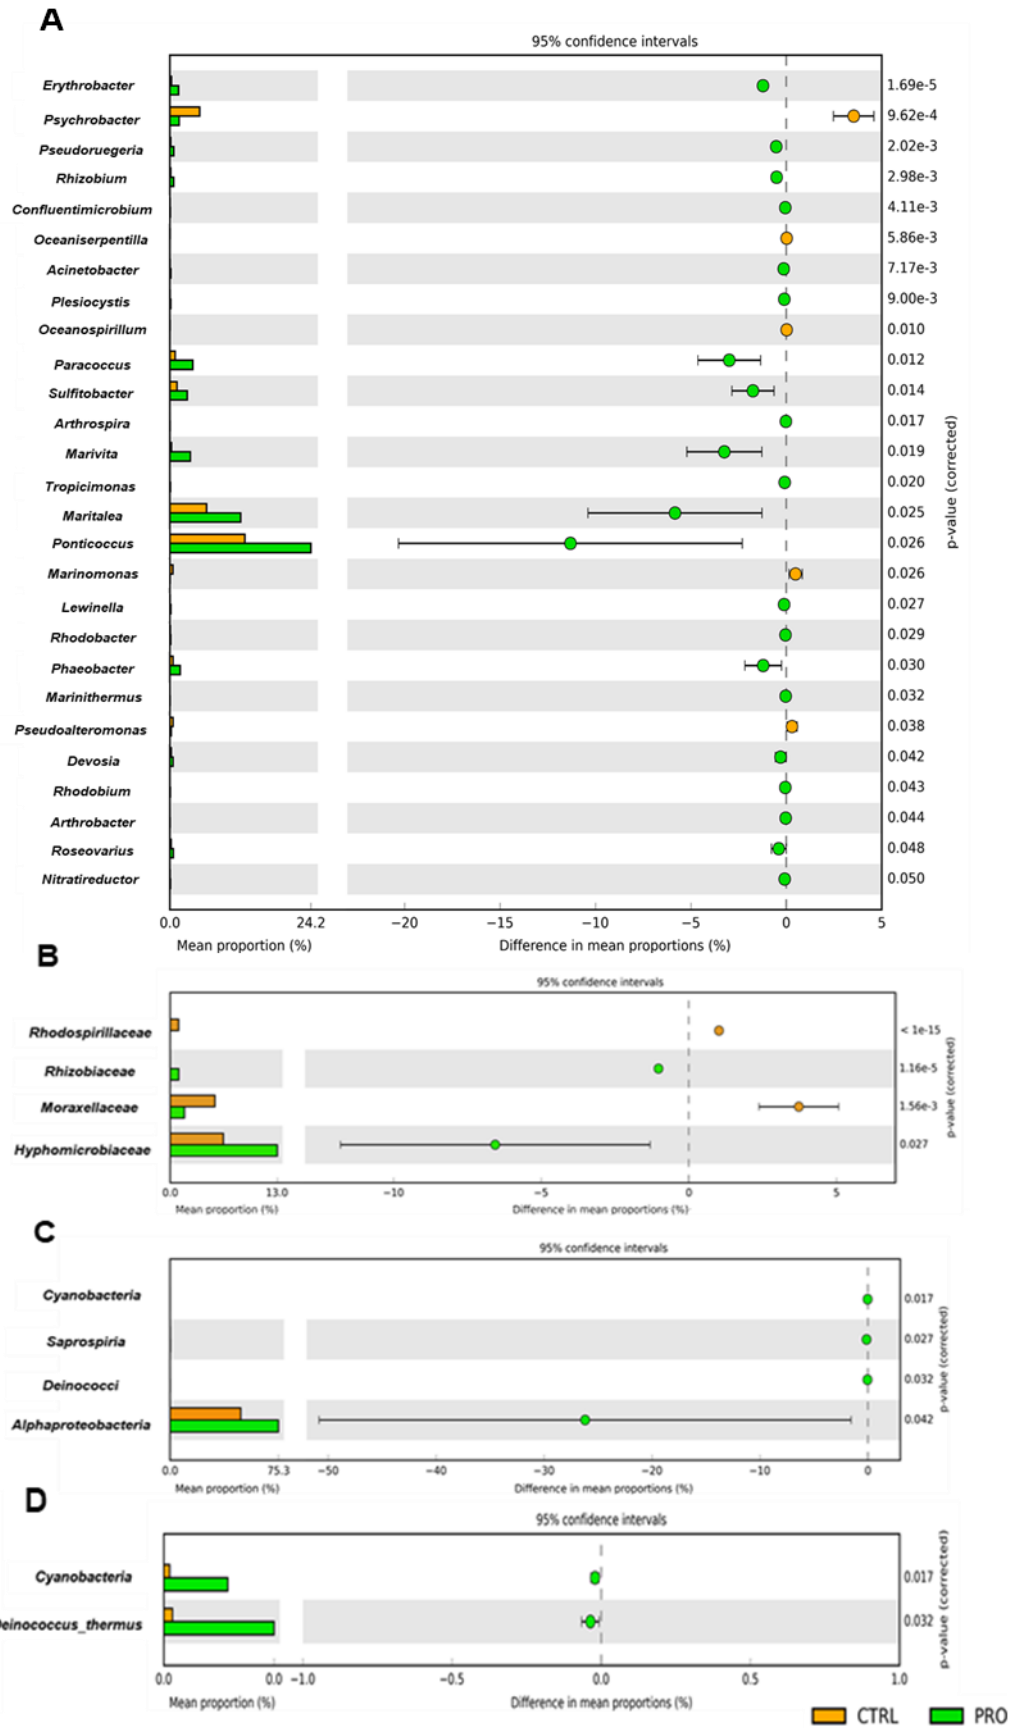 A
95% confidence intervals
Erythrobacter 1.69e-5
Psychrobacter 9.62e-4
Pseudoruegeria 2.02e-3
Rhizobium 2.98e-3
Confluentimicrobium 4.11e-3
Oceaniserpentilla 5.86e-3
Acinetobacter 7.17e-3
Plesiocystis 9.00e-3
Oceanospirillum 0.010
Paracoccus 0.012
Sulfitobacter 0.014
Arthrospira 0.017
Marivita 0.019
Tropicimonas 0.020
Maritalea 0.025
Ponticoccus 0.026
Marinomonas 0.026
Lewinella 0.027
Rhodobacter 0.029
Phaeobacter 0.030
Marinithermus 0.032
Pseudoalteromonas 0.038
Devosia 0.042
Rhodobium 0.043
Arthrobacter 0.044
Roseovarius 0.048
Nitratireductor 0.050
p-value (corrected)
0.0 24.2 −20 −15 −10 −5 0 5
Mean proportion (%) Difference in mean proportions (%)
B
95% confidence intervals
Rhodospirillaceae < 1e-15
Rhizobiaceae 1.16e-5
Moraxellaceae 1.56e-3
Hyphomicrobiaceae 0.027
p-value (corrected)
0.0 13.0 −10 −5 0 5
Mean proportion (%) Difference in mean proportions (%)
C
95% confidence intervals
Cyanobacteria 0.017
Saprospiria 0.027
Deinococci 0.032
Alphaproteobacteria 0.042
p-value (corrected)
0.0 75.3 −50 −40 −30 −20 −10 0
Mean proportion (%) Difference in mean proportions (%)
D
95% confidence intervals
Cyanobacteria 0.017
einococcus_thermus 0.032
p-value (corrected)
0.0 0.0 −1.0 −0.5 0.0 0.5 1.0
Mean proportion (%) Difference in mean proportions (%)
CTRL PRO